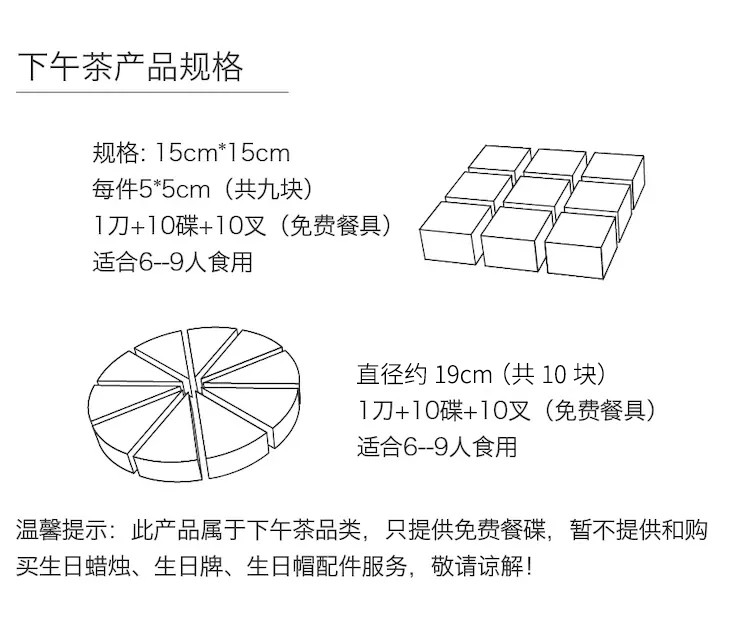 下午茶产品规格
规格: 15cm*15cm
每件5*5cm（共九块）
1刀+10碟+10叉（免费餐具）
适合6--9人食用
直径约 19cm（共 10 块）
1刀+10碟+10叉（免费餐具）
适合6--9人食用
温馨提示：此产品属于下午茶品类，只提供免费餐碟，暂不提供和购
买生日蜡烛、生日牌、生日帽配件服务，敬请谅解！